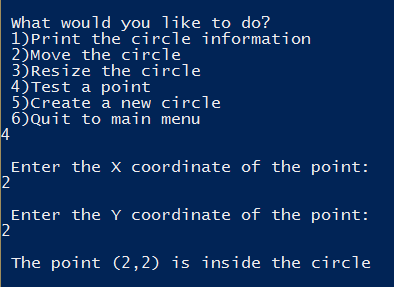 What would you like to do?
1)Print the circle information
2)Move the circle
3)Resize the circle
4)Test a point
5)Create a new circle
6)Quit to main menu
4
Enter the X coordinate of the point:
2
Enter the Y coordinate of the point:
2
The point (2,2) is inside the circle